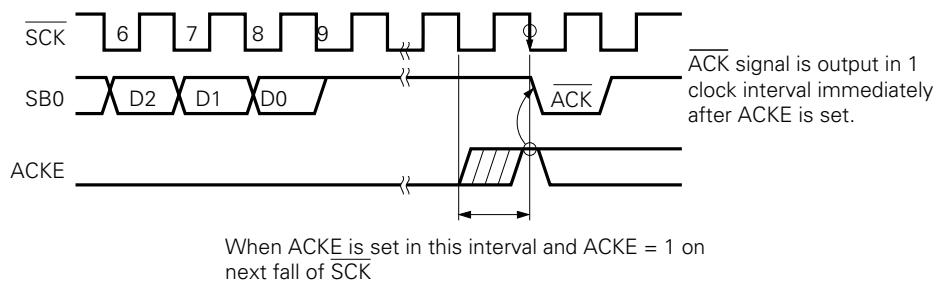 SCK
6 7 8 9
SB0
D2 D1 D0
ACK
ACK signal is output in 1
clock interval immediately
after ACKE is set.
ACKE
When ACKE is set in this interval and ACKE = 1 on
next fall of SCK